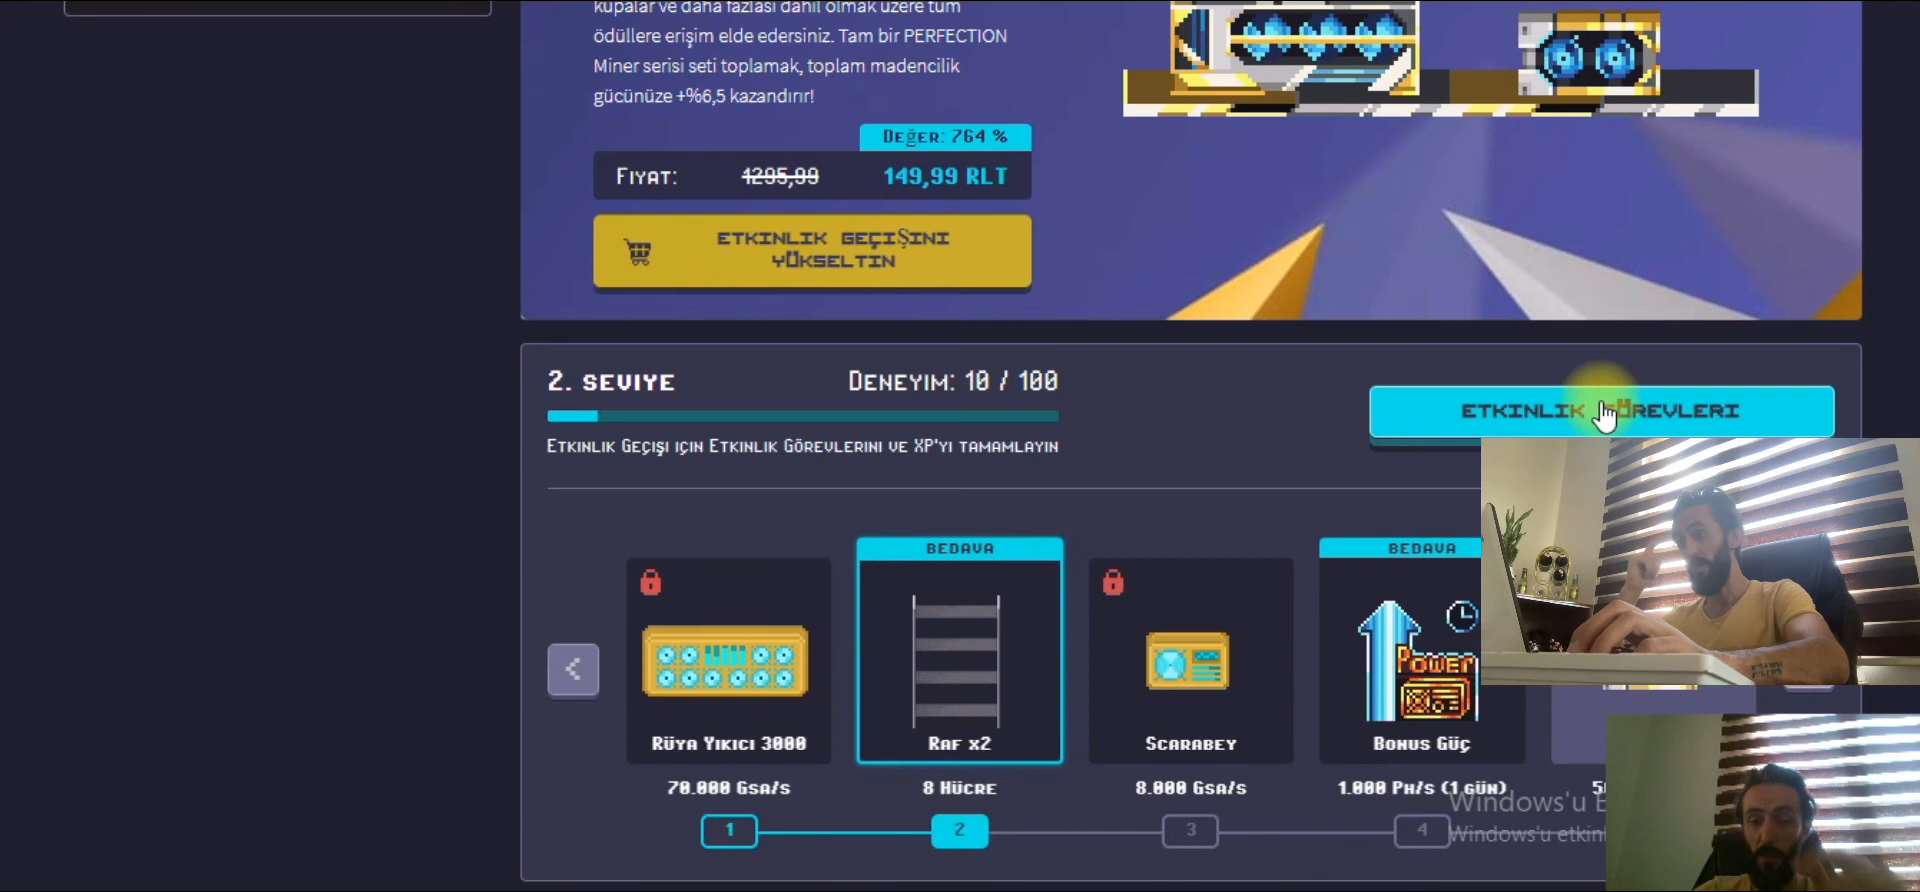 kupalar ve daha fazlası dahil olmak üzere tüm
ödüllere erişim elde edersiniz. Tam bir PERFECTION
Miner serisi seti toplamak, toplam madencilik
gücünüze +%6,5 kazandırır!
Değer: 764 %
Fiyat: 1295,99 149,99 RLT
ETKINLIK GEÇIŞINI
YÜKSELTIN
2. SEVIYE
Deneyim: 10 / 100
ETKINLIK GÖREVLERI
Etkinlik Geçişi için Etkinlik Görevlerini ve XP'yi tamamlayın
BEDAVA
BEDAVA
Power
Rüya Yıkıcı 3000
Raf x2
Scarabey
Bonus Güç
70.000 Gsa/s
8 Hücre
8.000 Gsa/s
1.000 Ph/s (1 gün)
1
2
3
4
Windows'u
Windows'u